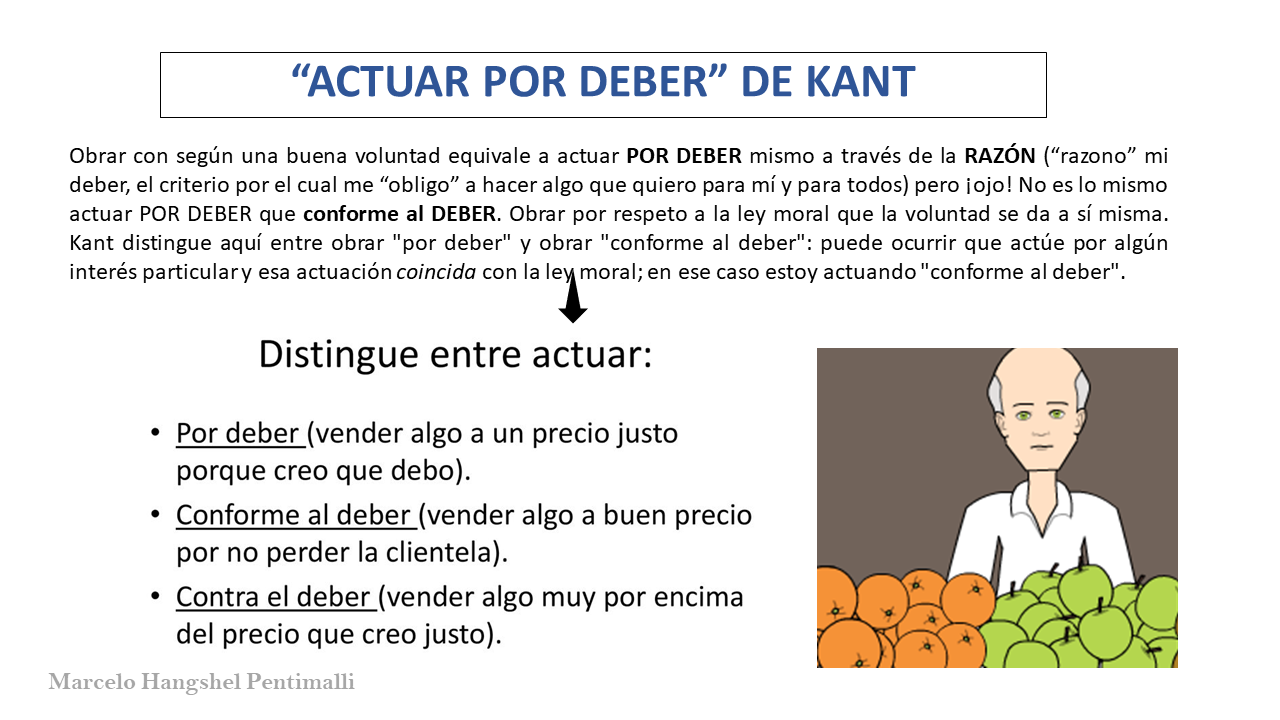 “ACTUAR POR DEBER” DE KANT
Obrar con según una buena voluntad equivale a actuar POR DEBER mismo a través de la RAZÓN (“razono” mi
deber, el criterio por el cual me “obligo” a hacer algo que quiero para mí y para todos) pero ¡ojo! No es lo mismo
actuar POR DEBER que conforme al DEBER. Obrar por respeto a la ley moral que la voluntad se da a sí misma.
Kant distingue aquí entre obrar "por deber" y obrar "conforme al deber": puede ocurrir que actúe por algún
interés particular y esa actuación coincida con la ley moral; en ese caso estoy actuando "conforme al deber".
Distingue entre actuar:
• Por deber (vender algo a un precio justo
porque creo que debo).
• Conforme al deber (vender algo a buen precio
por no perder la clientela).
• Contra el deber (vender algo muy por encima
del precio que creo justo).
Marcelo Hangshel Pentimalli